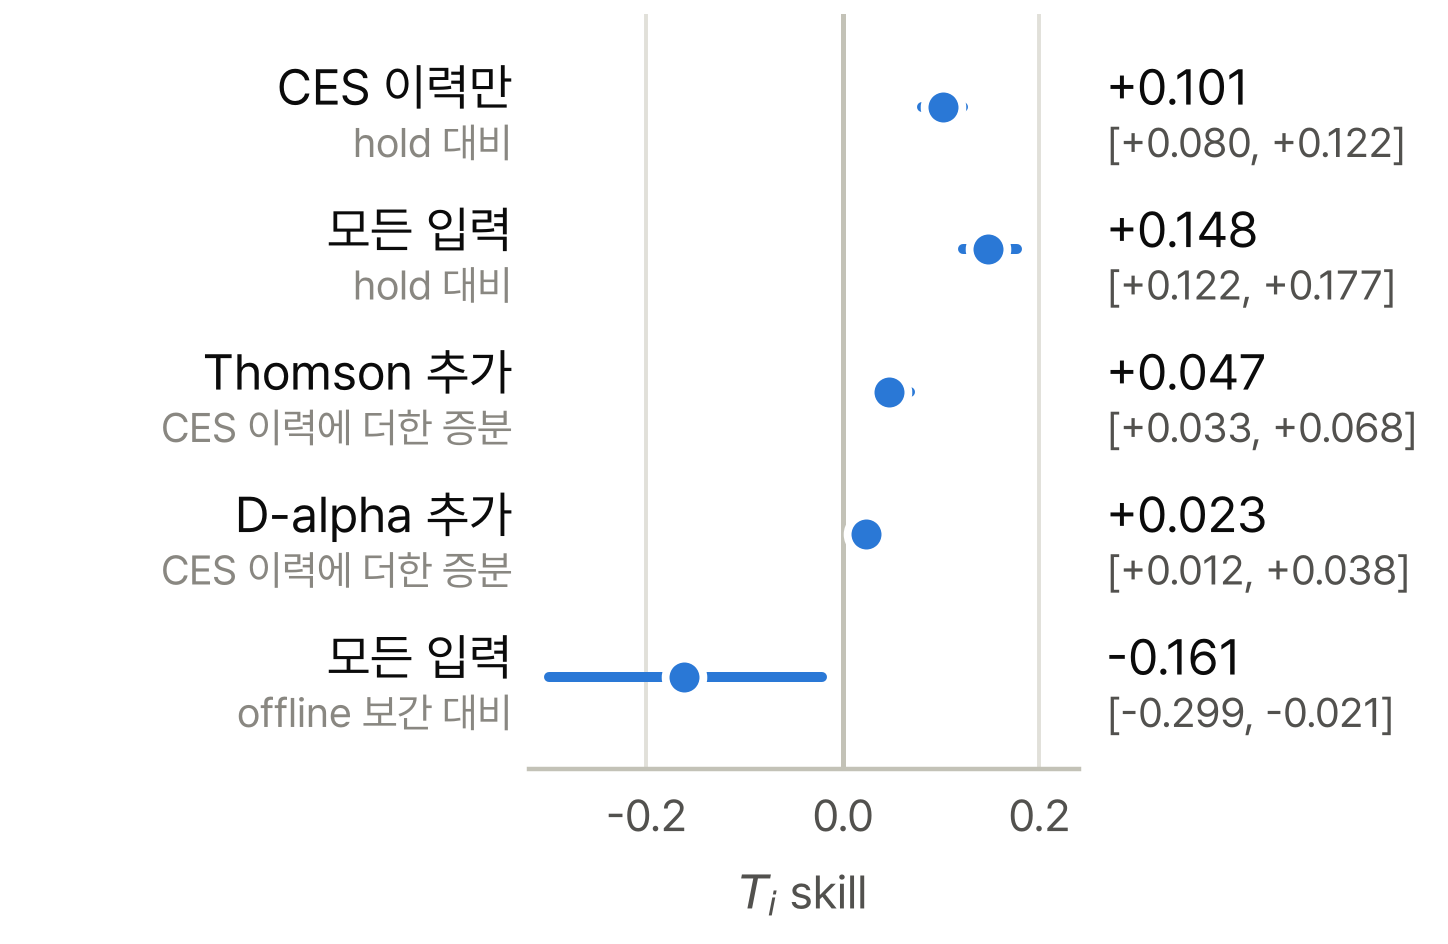 CES 이력만
hold 대비
+0.101
[+0.080, +0.122]
모든 입력
hold 대비
+0.148
[+0.122, +0.177]
Thomson 추가
CES 이력에 더한 증분
+0.047
[+0.033, +0.068]
D-alpha 추가
CES 이력에 더한 증분
+0.023
[+0.012, +0.038]
모든 입력
offline 보간 대비
-0.161
[-0.299, -0.021]
-0.2 0.0 0.2
Ti skill